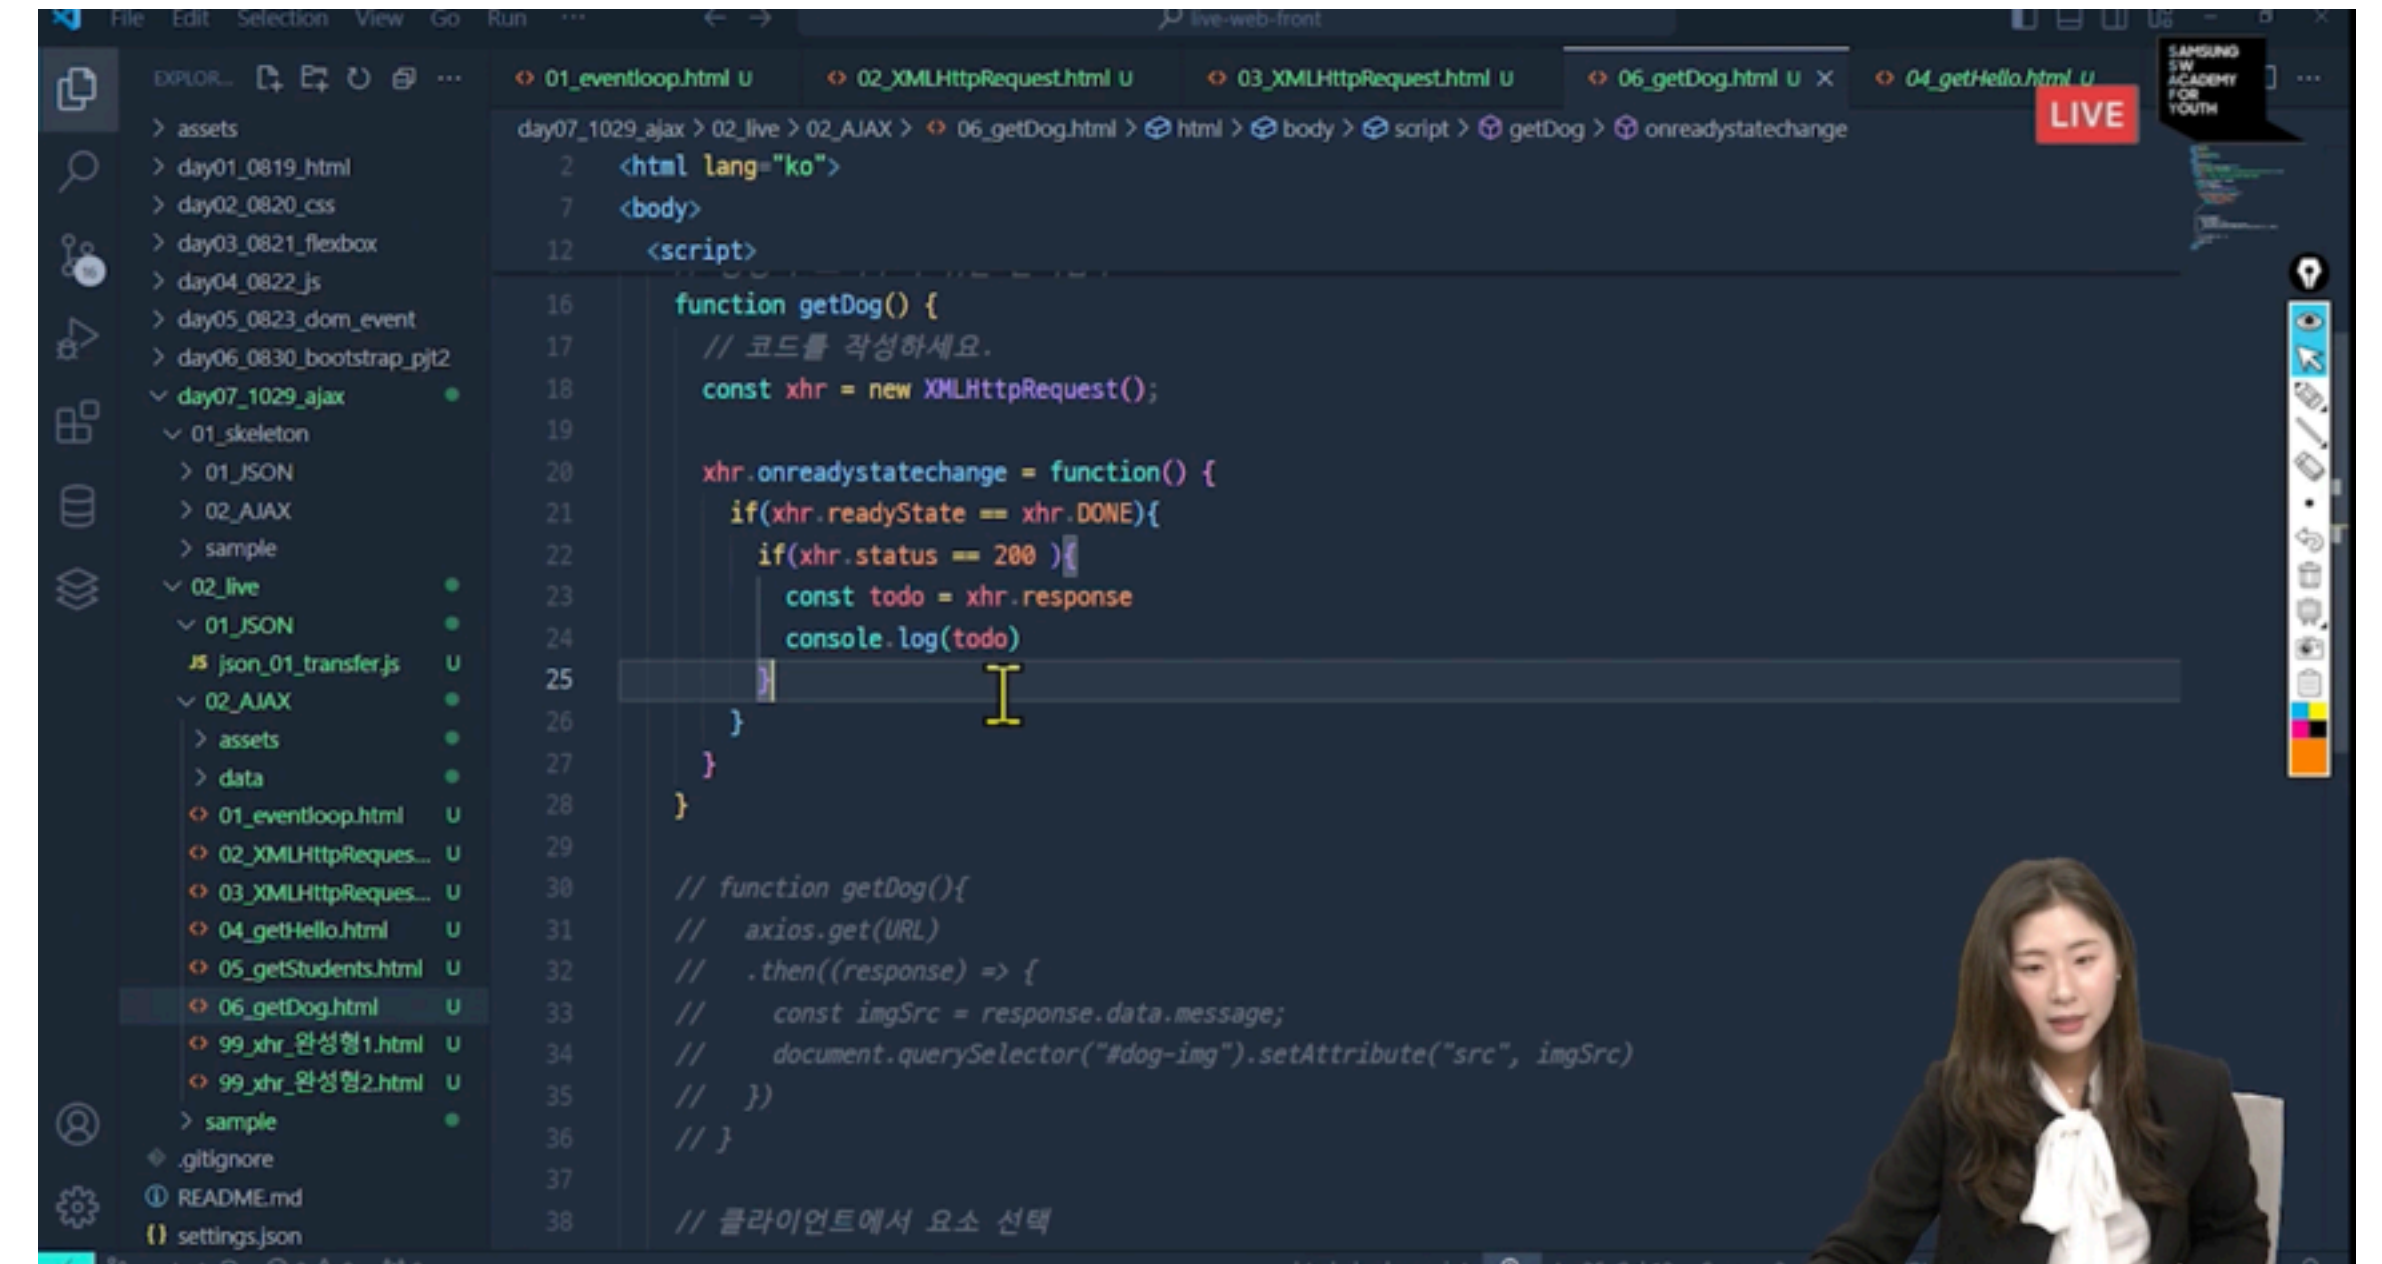 File Edit Selection View Go Run ···
live-web-front
EXPLOR...
01_eventloop.html U
02_XMLHttpRequest.html U
03_XMLHttpRequest.html U
06_getDog.html U
04_getHello.html U
SAMSUNG
SW
ACADEMY
FOR
YOUTH
LIVE
day07_1029_ajax > 02_live > 02_AJAX > 06_getDog.html > html > body > script > getDog > onreadystatechange
assets
day01_0819_html
day02_0820_css
day03_0821_flexbox
day04_0822_js
day05_0823_dom_event
day06_0830_bootstrap_pjt2
day07_1029_ajax
01_skeleton
01_JSON
02_AJAX
sample
02_live
01_JSON
JS json_01_transfer.js U
02_AJAX
assets
data
01_eventloop.html U
02_XMLHttpReques... U
03_XMLHttpReques... U
04_getHello.html U
05_getStudents.html U
06_getDog.html U
99_xhr_완성형1.html U
99_xhr_완성형2.html U
sample
.gitignore
README.md
{} settings.json
16
2 <html lang="ko">
7 <body>
12 <script>
16 function getDog() {
17 // 코드를 작성하세요.
18 const xhr = new XMLHttpRequest();
19
20 xhr.onreadystatechange = function() {
21 if(xhr.readyState == xhr.DONE){
22 if(xhr.status == 200 ){
23 const todo = xhr.response
24 console.log(todo)
25 }
26 }
27 }
28 }
29
30 // function getDog(){
31 // axios.get(URL)
32 // .then((response) => {
33 // const imgSrc = response.data.message;
34 // document.querySelector("#dog-img").setAttribute("src", imgSrc)
35 // })
36 // }
37
38 // 클라이언트에서 요소 선택